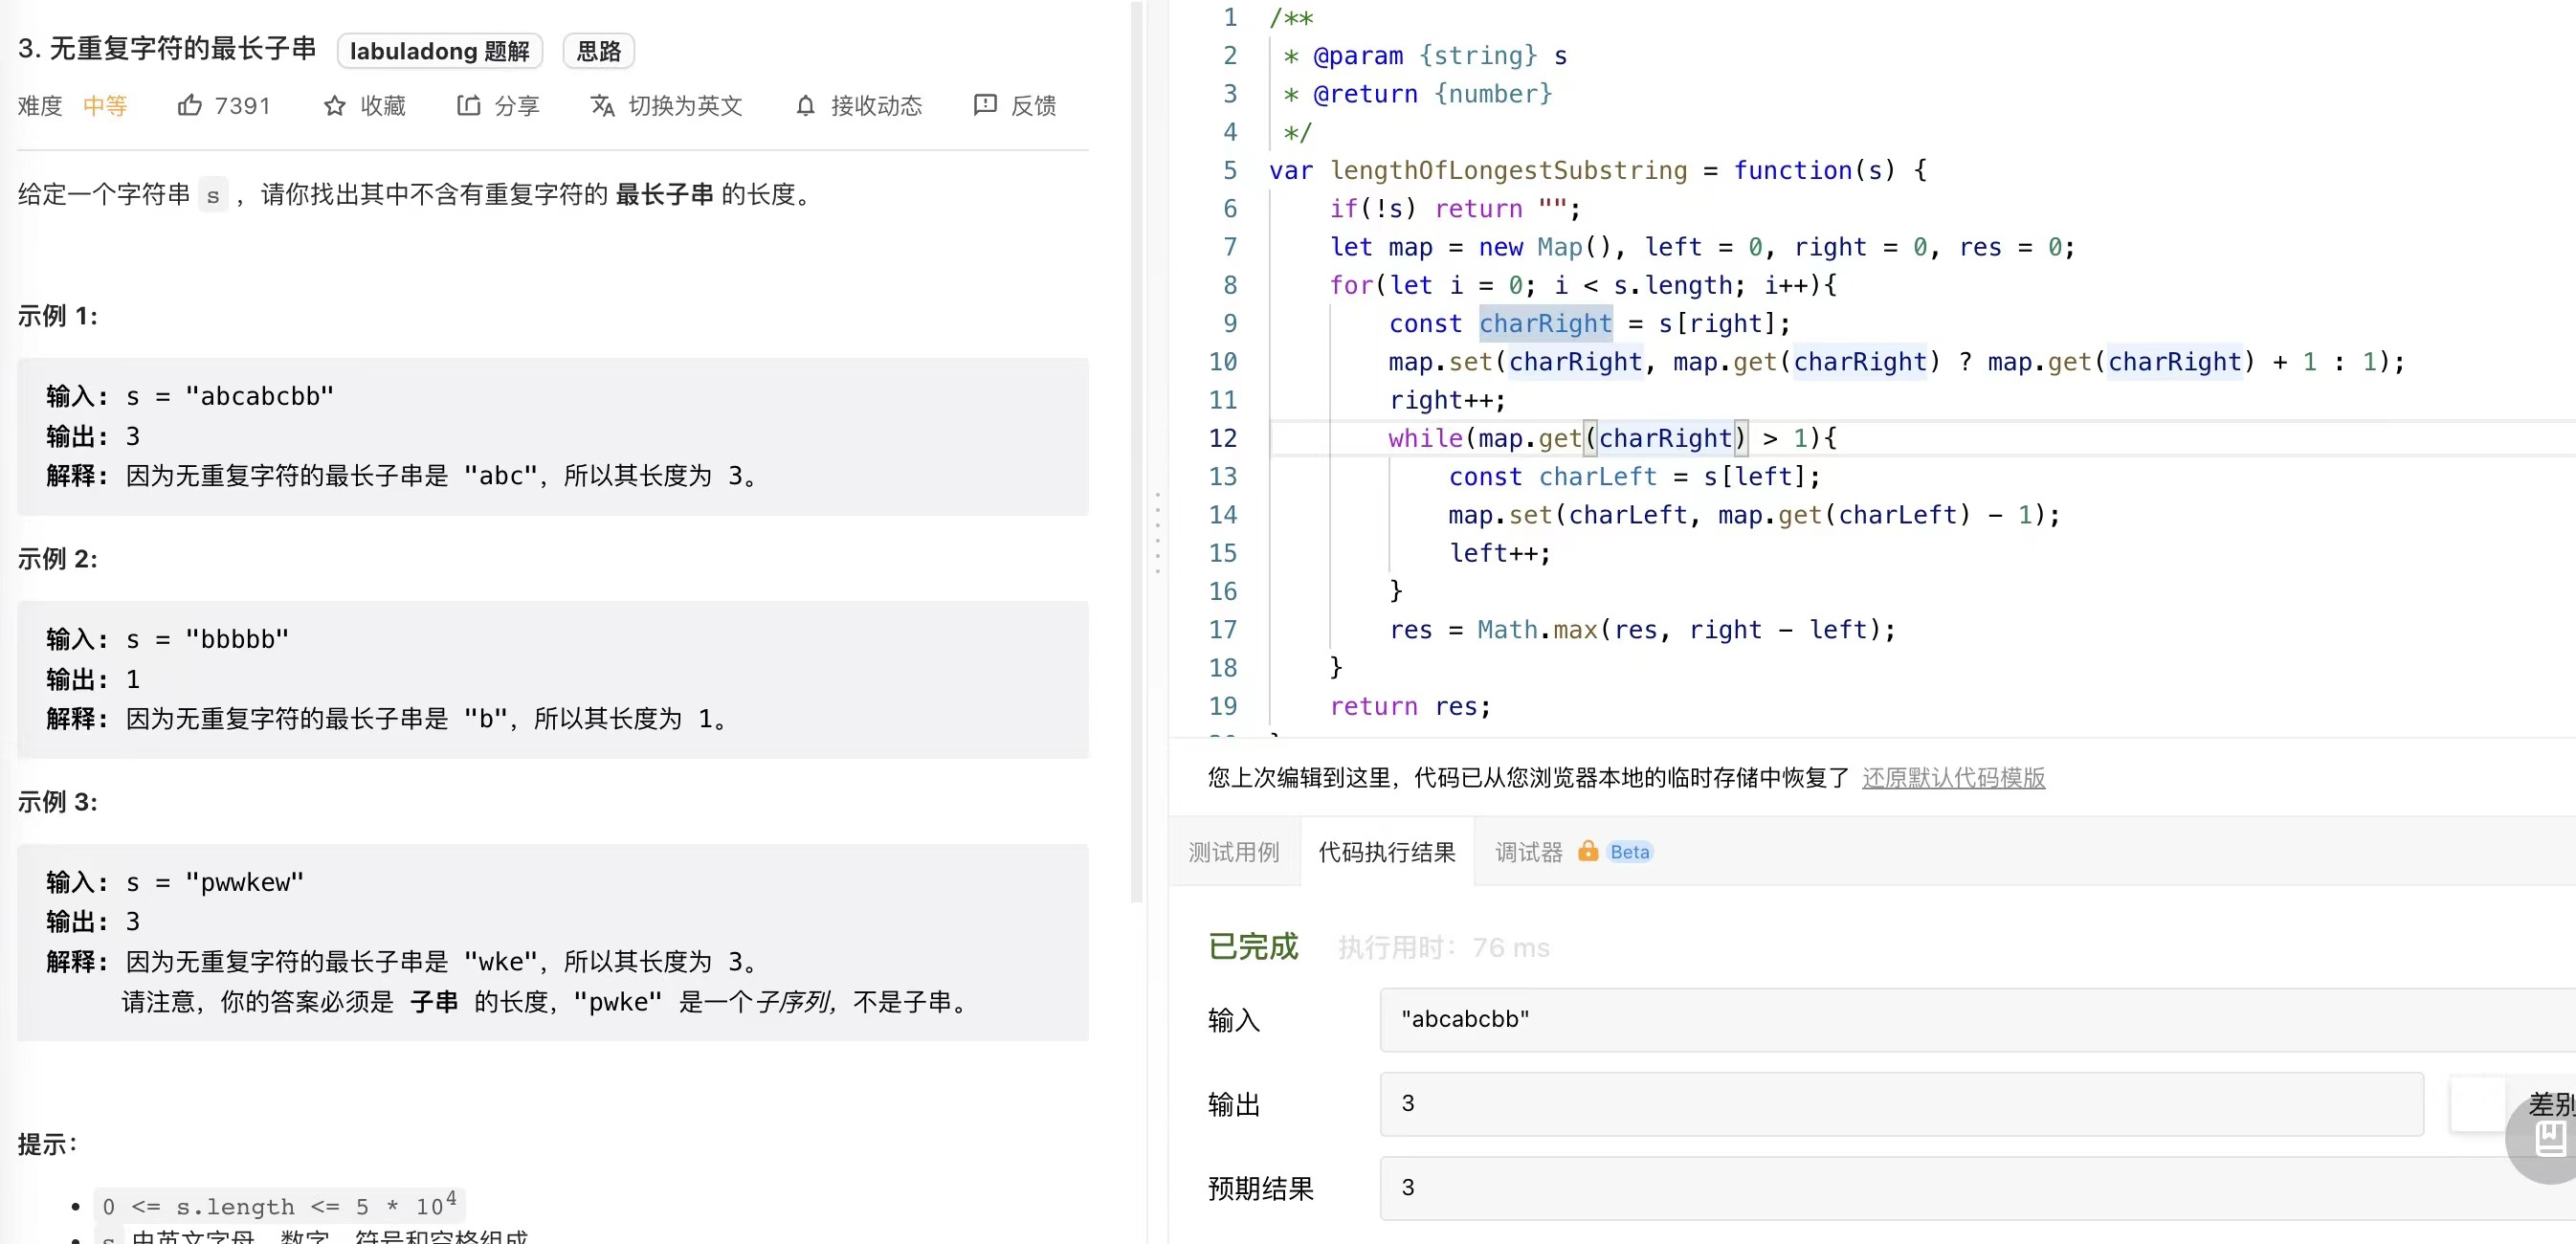 3. 无重复字符的最长子串 labuladong 题解 思路
难度 中等 7391 收藏 分享 切换为英文 接收动态 反馈
给定一个字符串 s ，请你找出其中不含有重复字符的 最长子串 的长度。
示例 1:
输入: s = "abcabcbb"
输出: 3
解释: 因为无重复字符的最长子串是 "abc"，所以其长度为 3。
示例 2:
输入: s = "bbbbb"
输出: 1
解释: 因为无重复字符的最长子串是 "b"，所以其长度为 1。
示例 3:
输入: s = "pwwkew"
输出: 3
解释: 因为无重复字符的最长子串是 "wke"，所以其长度为 3。
请注意，你的答案必须是 子串 的长度，"pwke" 是一个子序列，不是子串。
提示：
• 0 <= s.length <= 5 * 10⁴
• s 由英文字母、数字、符号和空格组成
1 /**
2 * @param {string} s
3 * @return {number}
4 */
5 var lengthOfLongestSubstring = function(s) {
6 if(!s) return "";
7 let map = new Map(), left = 0, right = 0, res = 0;
8 for(let i = 0; i < s.length; i++){
9 const charRight = s[right];
10 map.set(charRight, map.get(charRight) ? map.get(charRight) + 1 : 1);
11 right++;
12 while(map.get(charRight) > 1){
13 const charLeft = s[left];
14 map.set(charLeft, map.get(charLeft) - 1);
15 left++;
16 }
17 res = Math.max(res, right - left);
18 }
19 return res;
您上次编辑到这里，代码已从您浏览器本地的临时存储中恢复了 还原默认代码模版
测试用例 代码执行结果 调试器 Beta
已完成 执行用时：76 ms
输入 "abcabcbb"
输出 3 差别
预期结果 3